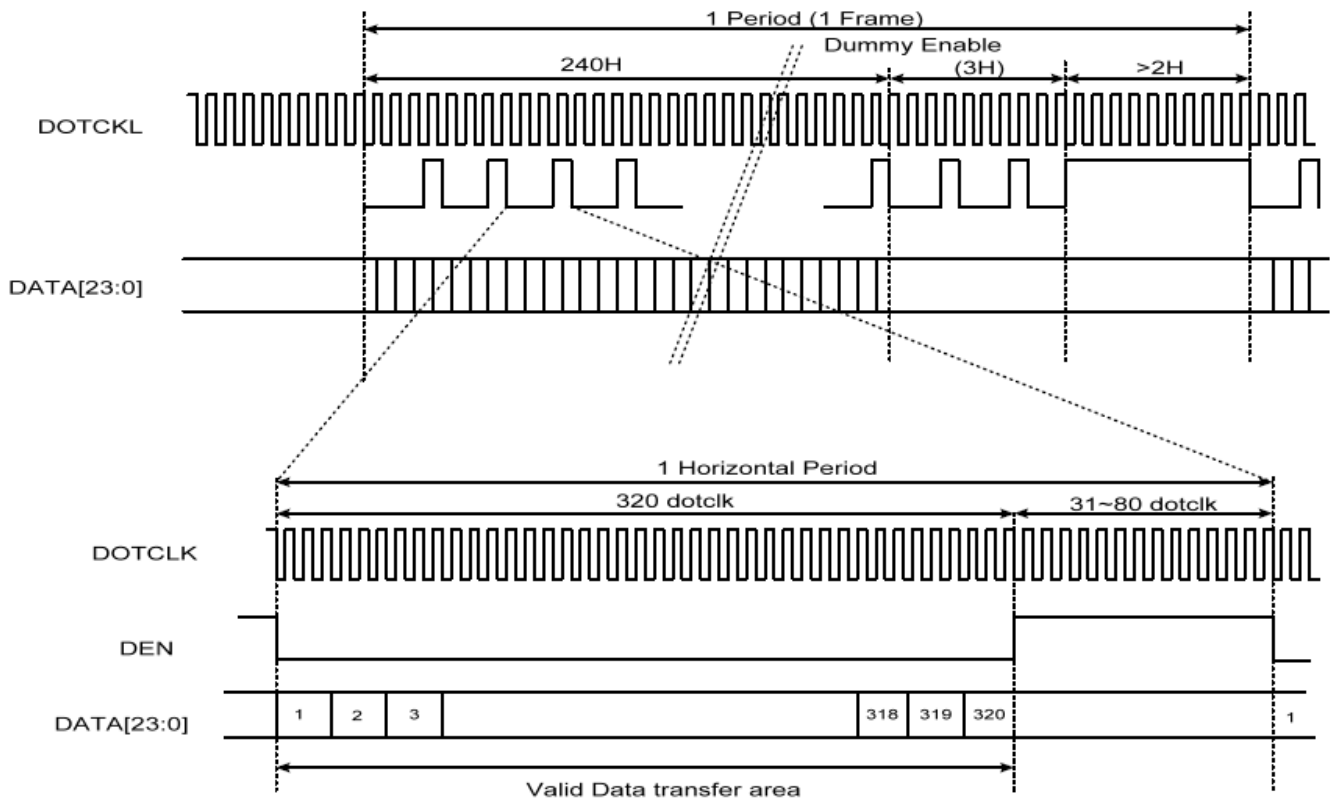 1 Period (1 Frame)
Dummy Enable
240H
(3H)
>2H
DOTCKL
DATA[23:0]
1 Horizontal Period
320 dotclk
31~80 dotclk
DOTCLK
DEN
DATA[23:0]
1
2
3
318
319
320
1
Valid Data transfer area